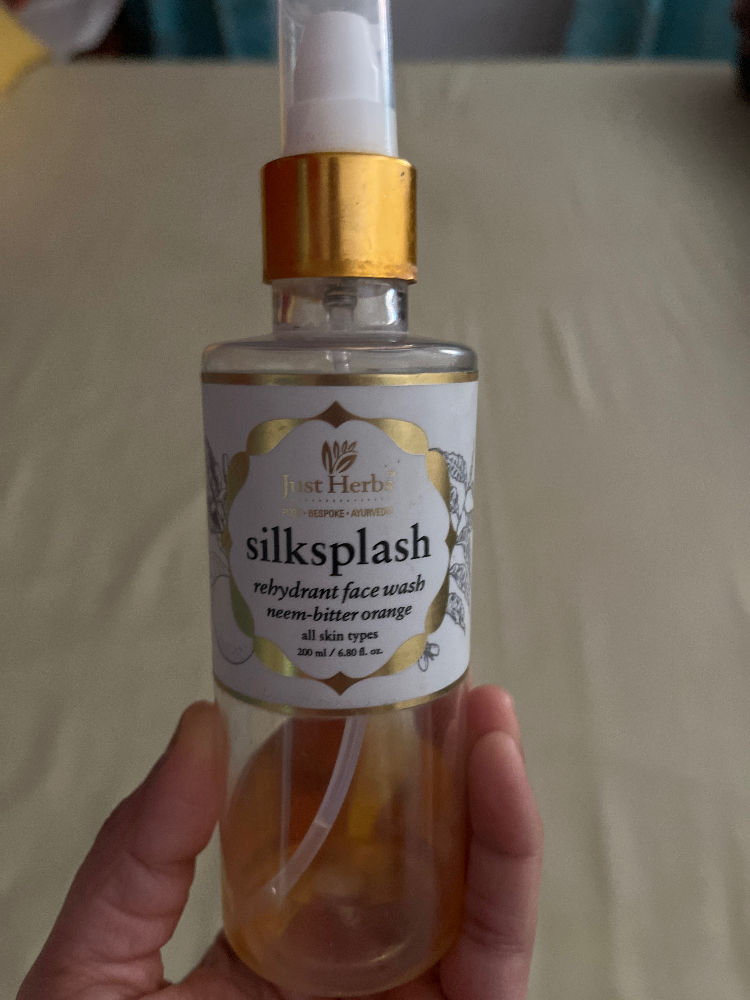 Just Herbs
BESPOKE • AYURVEDIC
silksplash
rehydrant face wash
neem-bitter orange
all skin types
200 ml / 6.80 fl. oz.